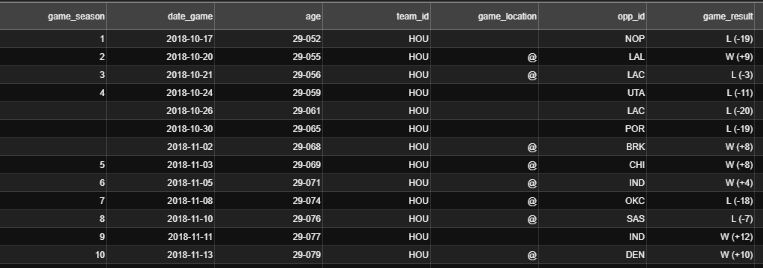 game_season date_game age team_id game_location opp_id game_result
1 2018-10-17 29-052 HOU NOP L (-19)
2 2018-10-20 29-055 HOU @ LAL W (+9)
3 2018-10-21 29-056 HOU @ LAC L (-3)
4 2018-10-24 29-059 HOU UTA L (-11)
2018-10-26 29-061 HOU LAC L (-20)
2018-10-30 29-065 HOU POR L (-19)
2018-11-02 29-068 HOU @ BRK W (+8)
5 2018-11-03 29-069 HOU @ CHI W (+8)
6 2018-11-05 29-071 HOU @ IND W (+4)
7 2018-11-08 29-074 HOU @ OKC L (-18)
8 2018-11-10 29-076 HOU @ SAS L (-7)
9 2018-11-11 29-077 HOU IND W (+12)
10 2018-11-13 29-079 HOU @ DEN W (+10)